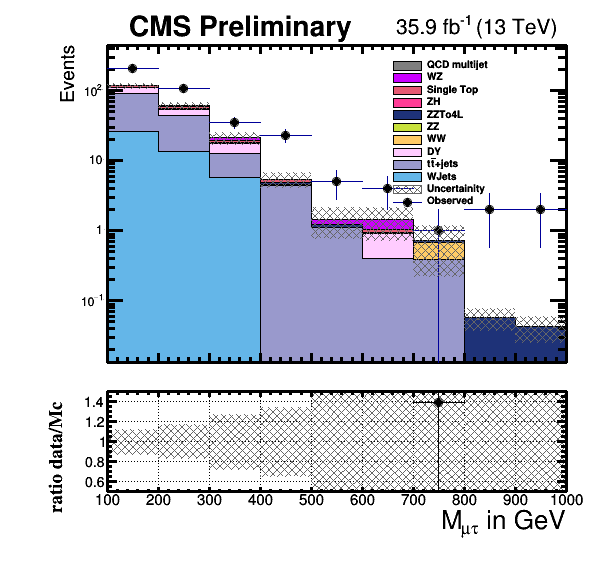 CMS Preliminary 35.9 fb⁻¹ (13 TeV)
Events
10²
10
1
10⁻¹
QCD multijet
WZ
Single Top
ZH
ZZTo4L
ZZ
WW
DY
tt̄+jets
WJets
Uncertainity
Observed
ratio data/Mc
1.4
1.2
1
0.8
0.6
100 200 300 400 500 600 700 800 900 1000
M_μτ in GeV